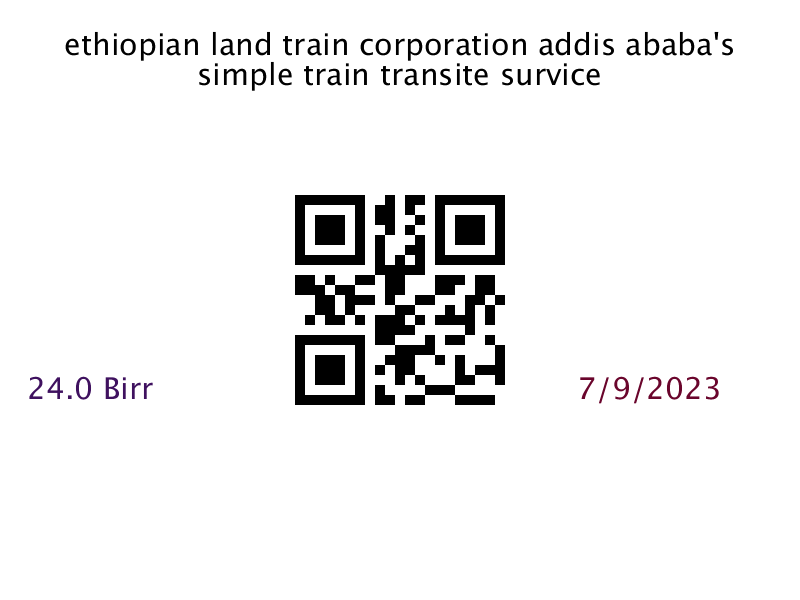 ethiopian land train corporation addis ababa's
simple train transite survice
24.0 Birr
7/9/2023